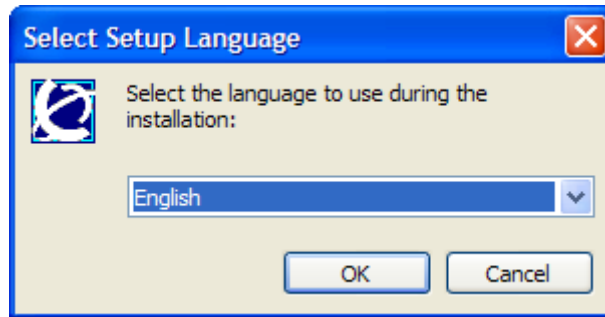 Select Setup Language
Select the language to use during the
installation:
English
OK
Cancel